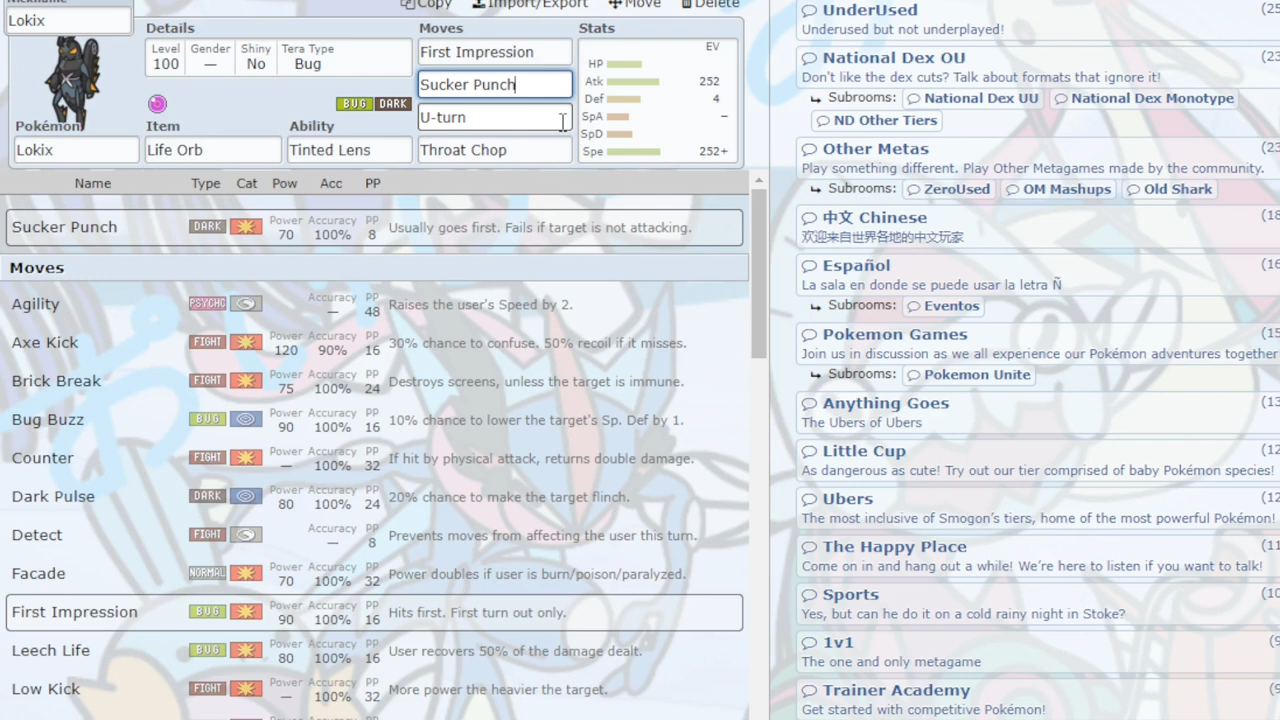 Nickname
Lokix
Copy Import/Export Move Delete
Details
Level Gender Shiny Tera Type
100 — No Bug
BUG DARK
Pokémon Item Ability
Lokix Life Orb Tinted Lens
Moves
First Impression
Sucker Punch
U-turn
Throat Chop
Stats
EV
HP
Atk 252
Def 4
SpA –
SpD
Spe 252+
Name Type Cat Pow Acc PP
Sucker Punch DARK Power 70 Accuracy 100% PP 8 Usually goes first. Fails if target is not attacking.
Moves
Agility PSYCHC Accuracy — PP 48 Raises the user's Speed by 2.
Axe Kick FIGHT Power 120 Accuracy 90% PP 16 30% chance to confuse. 50% recoil if it misses.
Brick Break FIGHT Power 75 Accuracy 100% PP 24 Destroys screens, unless the target is immune.
Bug Buzz BUG Power 90 Accuracy 100% PP 16 10% chance to lower the target's Sp. Def by 1.
Counter FIGHT Power — Accuracy 100% PP 32 If hit by physical attack, returns double damage.
Dark Pulse DARK Power 80 Accuracy 100% PP 24 20% chance to make the target flinch.
Detect FIGHT Accuracy — PP 8 Prevents moves from affecting the user this turn.
Facade NORMAL Power 70 Accuracy 100% PP 32 Power doubles if user is burn/poison/paralyzed.
First Impression BUG Power 90 Accuracy 100% PP 16 Hits first. First turn out only.
Leech Life BUG Power 80 Accuracy 100% PP 16 User recovers 50% of the damage dealt.
Low Kick FIGHT Power — Accuracy 100% PP 32 More power the heavier the target.
UnderUsed
Underused but not underplayed!
National Dex OU
Don't like the dex cuts? Talk about formats that ignore it!
Subrooms: National Dex UU National Dex Monotype
ND Other Tiers
Other Metas
Play something different. Play Other Metagames made by the community.
Subrooms: ZeroUsed OM Mashups Old Shark
中文 Chinese
欢迎来自世界各地的中文玩家
Español
La sala en donde se puede usar la letra Ñ
Subrooms: Eventos
Pokemon Games
Join us in discussion as we all experience our Pokémon adventures together
Subrooms: Pokemon Unite
Anything Goes
The Ubers of Ubers
Little Cup
As dangerous as cute! Try out our tier comprised of baby Pokémon species!
Ubers
The most inclusive of Smogon's tiers, home of the most powerful Pokémon!
The Happy Place
Come on in and hang out a while! We're here to listen if you want to talk!
Sports
Yes, but can he do it on a cold rainy night in Stoke?
1v1
The one and only metagame
Trainer Academy
Get started with competitive Pokémon!